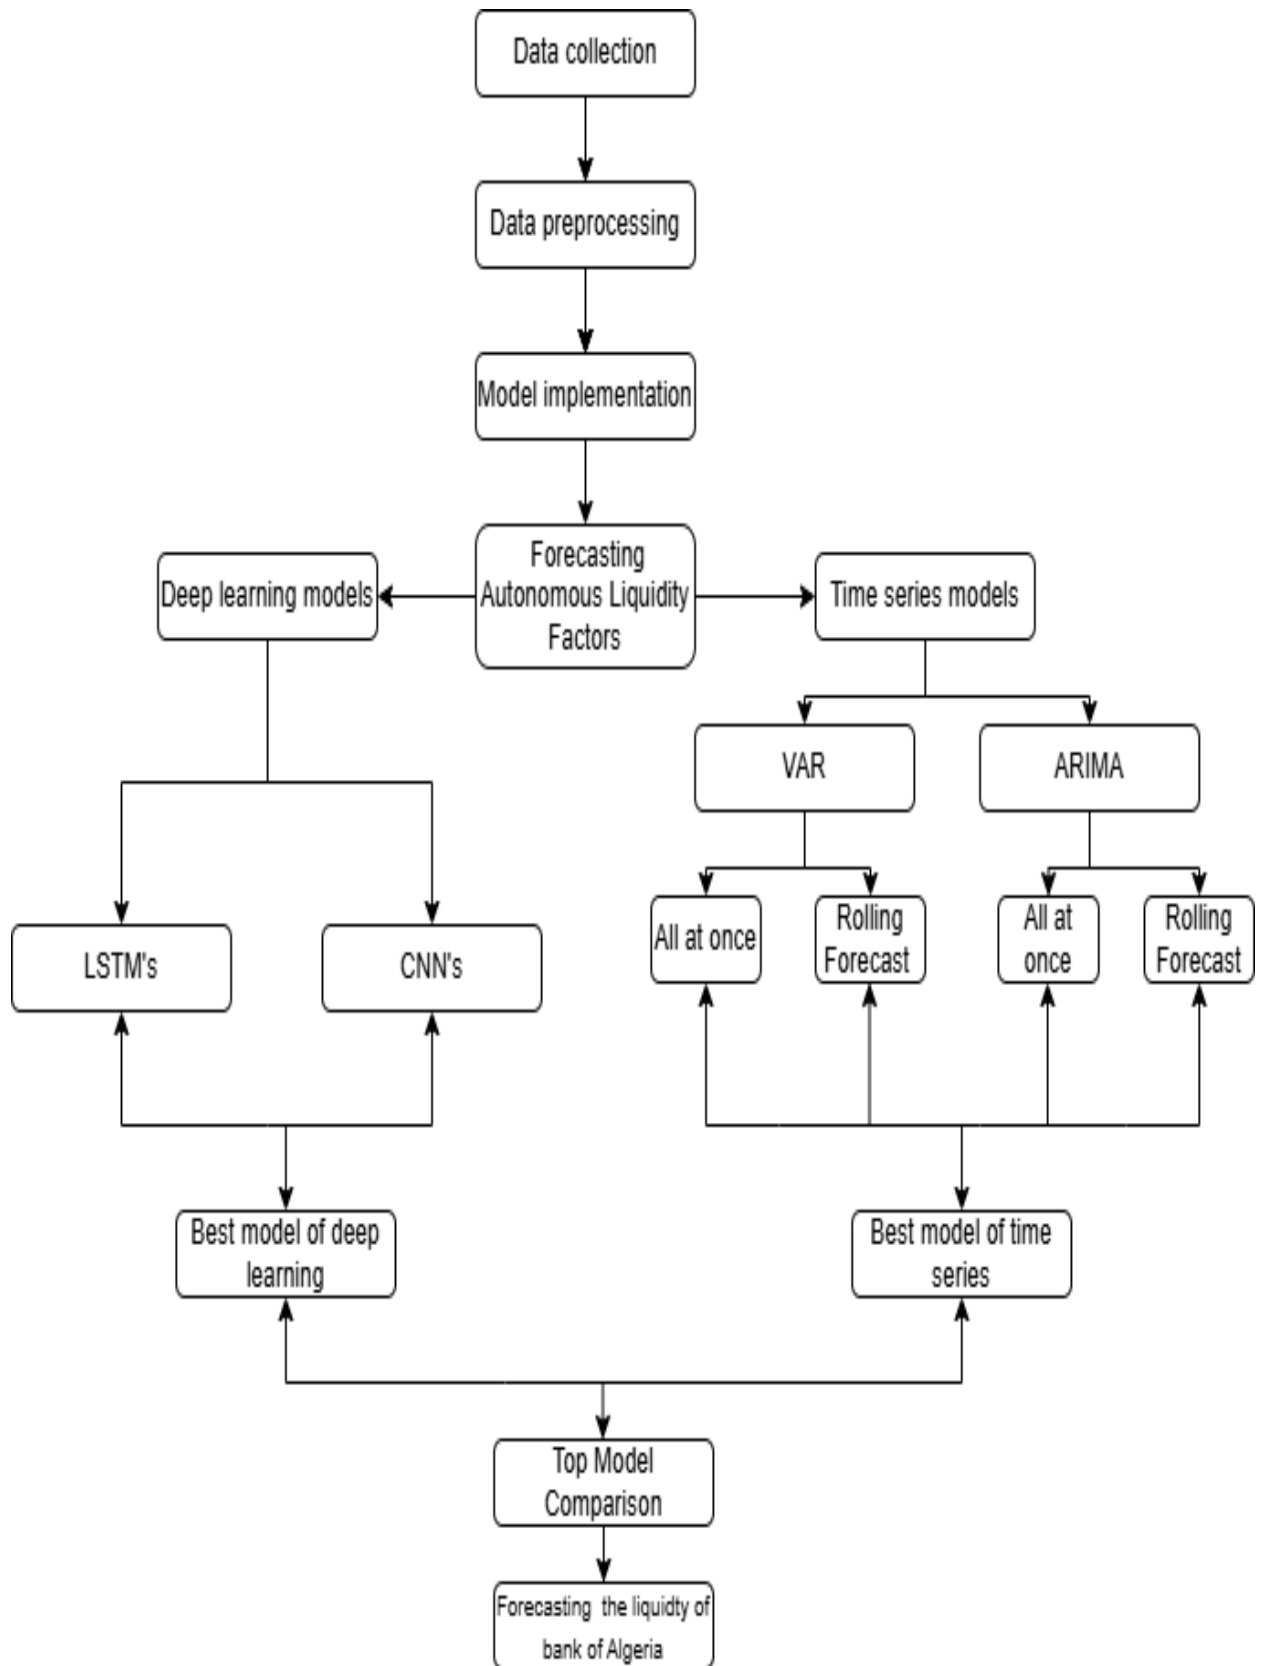 Data collection
Data preprocessing
Model implementation
Forecasting
Autonomous Liquidity
Factors
Deep learning models
Time series models
VAR
ARIMA
All at once
Rolling
Forecast
All at
once
Rolling
Forecast
LSTM's
CNN's
Best model of deep
learning
Best model of time
series
Top Model
Comparison
Forecasting the liquidty of
bank of Algeria